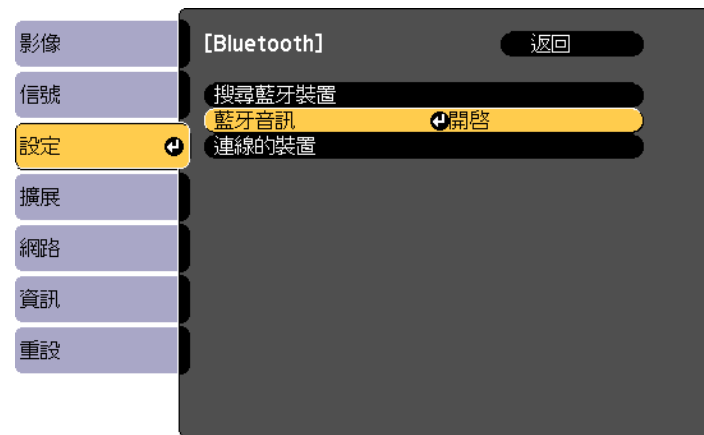 影像
信號
設定
擴展
網路
資訊
重設
[Bluetooth]
返回
搜尋藍牙裝置
藍牙音訊 開啓
連線的裝置